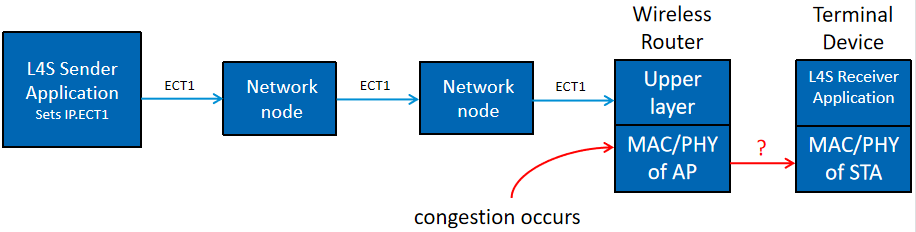 Wireless
Router
Terminal
Device
L4S Sender
Application
Sets IP.ECT1
ECT1
Network
node
ECT1
Network
node
ECT1
Upper
layer
MAC/PHY
of AP
?
L4S Receiver
Application
MAC/PHY
of STA
congestion occurs